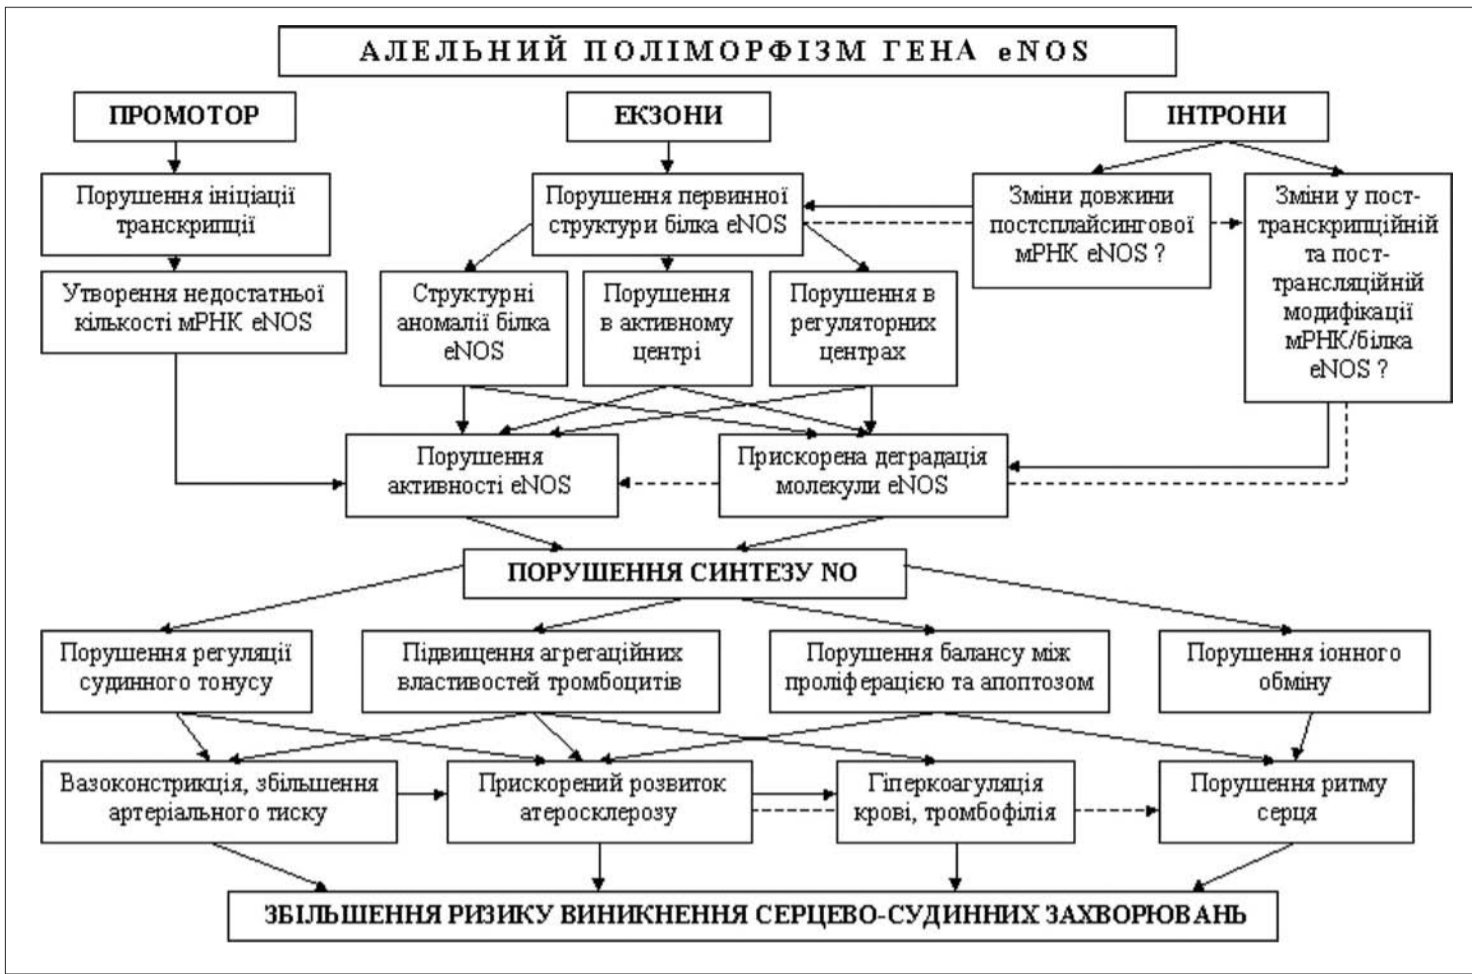 АЛЕЛЬНИЙ ПОЛІМОРФІЗМ ГЕНА eNOS
ПРОМОТОР
ЕКЗОНИ
ІНТРОНИ
Порушення ініціації
транскрипції
Порушення первинної
структури білка eNOS
Зміни довжини
постсплайсингової
мРНК eNOS ?
Зміни у пост-
транскрипційній
та пост-
трансляційній
модифікації
мРНК/білка
eNOS ?
Утворення недостатньої
кількості мРНК eNOS
Структурні
аномалії білка
eNOS
Порушення
в активному
центрі
Порушення в
регуляторних
центрах
Порушення
активності eNOS
Прискорена деградація
молекули eNOS
ПОРУШЕННЯ СИНТЕЗУ NO
Порушення регуляції
судинного тонусу
Підвищення агрегаційних
властивостей тромбоцитів
Порушення балансу між
проліферацією та апоптозом
Порушення іонного
обміну
Вазоконстрикція, збільшення
артеріального тиску
Прискорений розвиток
атеросклерозу
Гіперкоагуляція
крові, тромбофілія
Порушення ритму
серця
ЗБІЛЬШЕННЯ РИЗИКУ ВИНИКНЕННЯ СЕРЦЕВО-СУДИННИХ ЗАХВОРЮВАНЬ